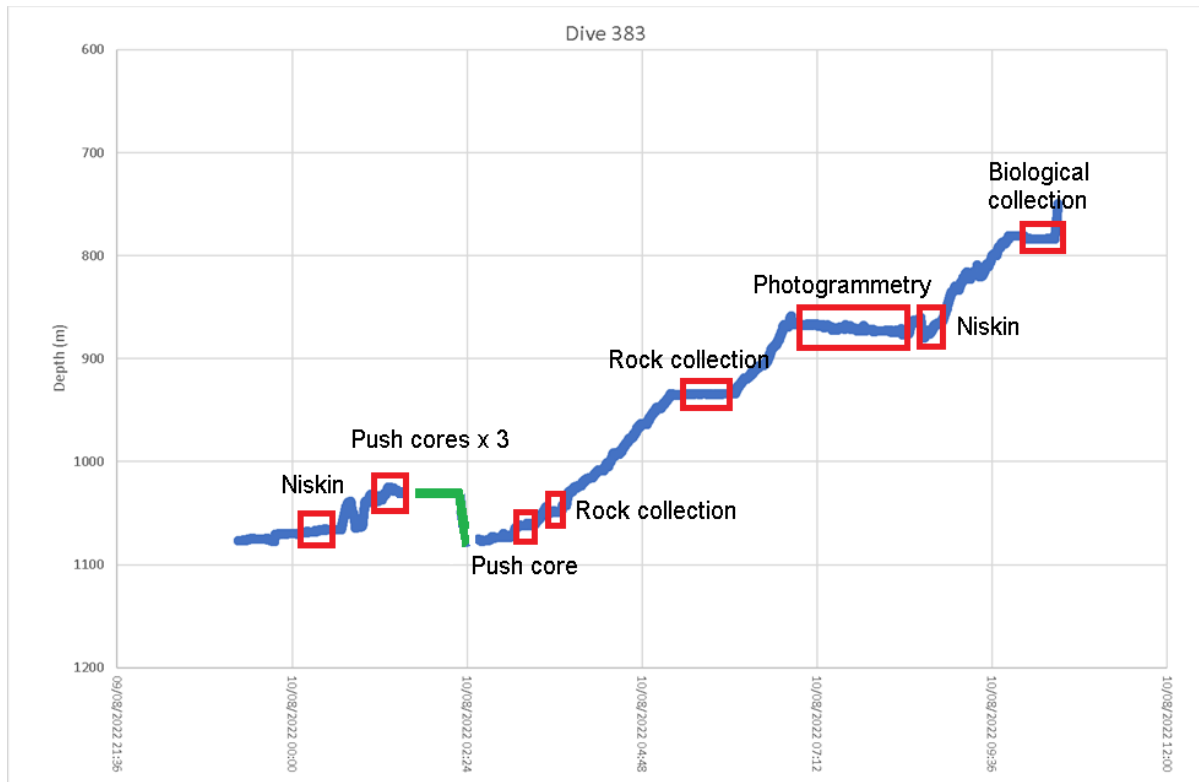 Dive 383
600
700
Biological
collection
800
Photogrammetry
Depth (m)
Niskin
900
Rock collection
Push cores x 3
1000
Niskin
Rock collection
1100
Push core
1200
09/08/2022 21:36
10/08/2022 00:00
10/08/2022 02:24
10/08/2022 04:48
10/08/2022 07:12
10/08/2022 09:36
10/08/2022 12:00